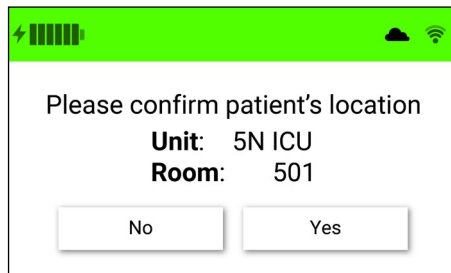 Please confirm patient's location
Unit: 5N ICU
Room: 501
No Yes